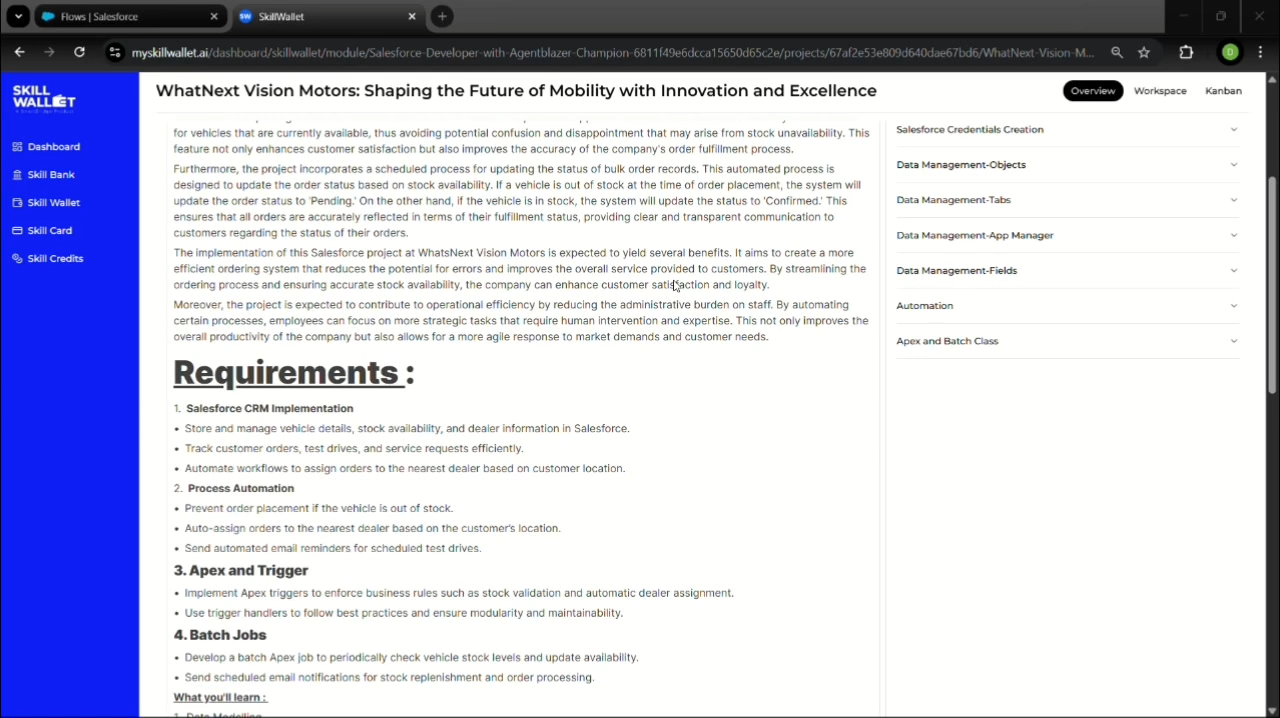 Flows | Salesforce
SkillWallet
myskillwallet.ai/dashboard/skillwallet/module/Salesforce-Developer-with-Agentblazer-Champion-6811f49e6dcca15650d65c2e/projects/67af2e53e809d640dae67bd6/WhatNext-Vision-M...
SKILL
WALLET
Dashboard
Skill Bank
Skill Wallet
Skill Card
Skill Credits
WhatNext Vision Motors: Shaping the Future of Mobility with Innovation and Excellence
Overview
Workspace
Kanban
for vehicles that are currently available, thus avoiding potential confusion and disappointment that may arise from stock unavailability. This
feature not only enhances customer satisfaction but also improves the accuracy of the company's order fulfillment process.
Furthermore, the project incorporates a scheduled process for updating the status of bulk order records. This automated process is
designed to update the order status based on stock availability. If a vehicle is out of stock at the time of order placement, the system will
update the order status to 'Pending.' On the other hand, if the vehicle is in stock, the system will update the status to 'Confirmed.' This
ensures that all orders are accurately reflected in terms of their fulfillment status, providing clear and transparent communication to
customers regarding the status of their orders.
The implementation of this Salesforce project at WhatsNext Vision Motors is expected to yield several benefits. It aims to create a more
efficient ordering system that reduces the potential for errors and improves the overall service provided to customers. By streamlining the
ordering process and ensuring accurate stock availability, the company can enhance customer satisfaction and loyalty.
Moreover, the project is expected to contribute to operational efficiency by reducing the administrative burden on staff. By automating
certain processes, employees can focus on more strategic tasks that require human intervention and expertise. This not only improves the
overall productivity of the company but also allows for a more agile response to market demands and customer needs.
Requirements :
1. Salesforce CRM Implementation
• Store and manage vehicle details, stock availability, and dealer information in Salesforce.
• Track customer orders, test drives, and service requests efficiently.
• Automate workflows to assign orders to the nearest dealer based on customer location.
2. Process Automation
• Prevent order placement if the vehicle is out of stock.
• Auto-assign orders to the nearest dealer based on the customer's location.
• Send automated email reminders for scheduled test drives.
3. Apex and Trigger
• Implement Apex triggers to enforce business rules such as stock validation and automatic dealer assignment.
• Use trigger handlers to follow best practices and ensure modularity and maintainability.
4. Batch Jobs
• Develop a batch Apex job to periodically check vehicle stock levels and update availability.
• Send scheduled email notifications for stock replenishment and order processing.
What you'll learn :
1. Data Modelling
Salesforce Credentials Creation
Data Management-Objects
Data Management-Tabs
Data Management-App Manager
Data Management-Fields
Automation
Apex and Batch Class